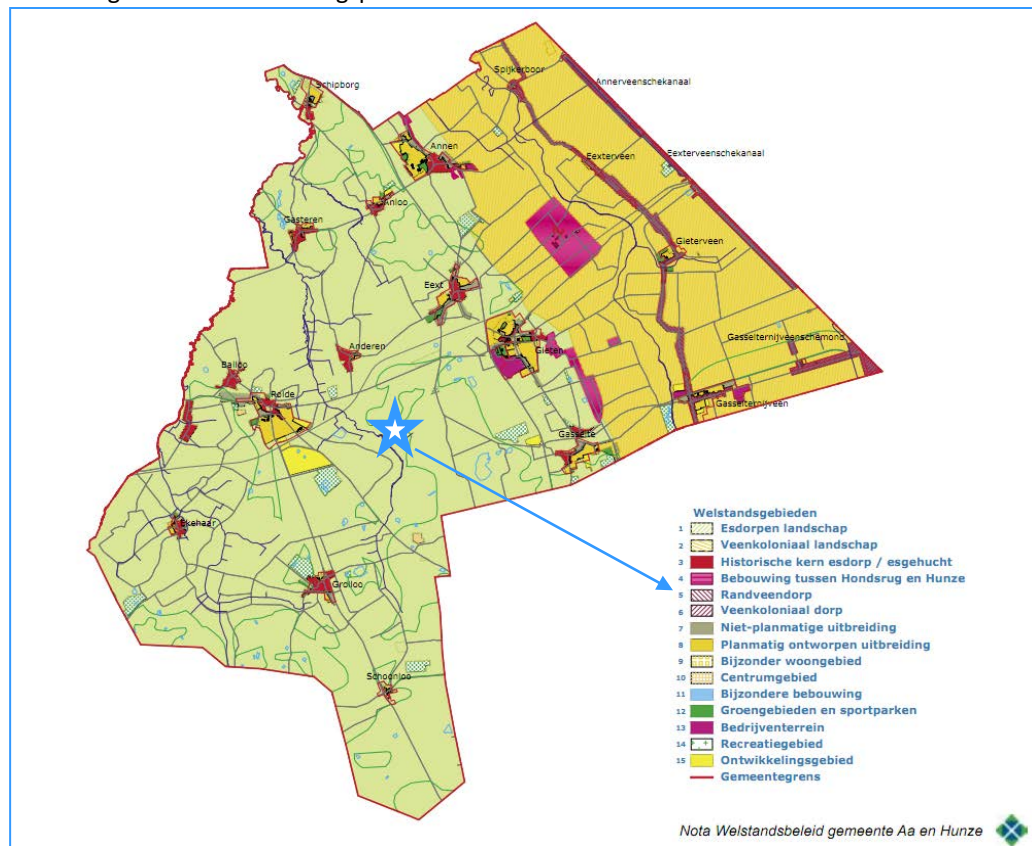 Schipborg
Spijkerboor
Annerveenschekanaal
Annen
Eexterveen
Eexterveenschekanaal
Anloo
Gasteren
Gieterveen
Eext
Anderen
Gieten
Gasselternijveenschemond
Balloo
Rolde
Gasselternijveen
Gasselte
Ekehaar
Grolloo
Schoonloo
Welstandsgebieden
1 Esdorpen landschap
2 Veenkoloniaal landschap
3 Historische kern esdorp / esgehucht
4 Bebouwing tussen Hondsrug en Hunze
5 Randveendorp
6 Veenkoloniaal dorp
7 Niet-planmatige uitbreiding
8 Planmatig ontworpen uitbreiding
9 Bijzonder woongebied
10 Centrumgebied
11 Bijzondere bebouwing
12 Groengebieden en sportparken
13 Bedrijventerrein
14 Recreatiegebied
15 Ontwikkelingsgebied
Gemeentegrens
Nota Welstandsbeleid gemeente Aa en Hunze